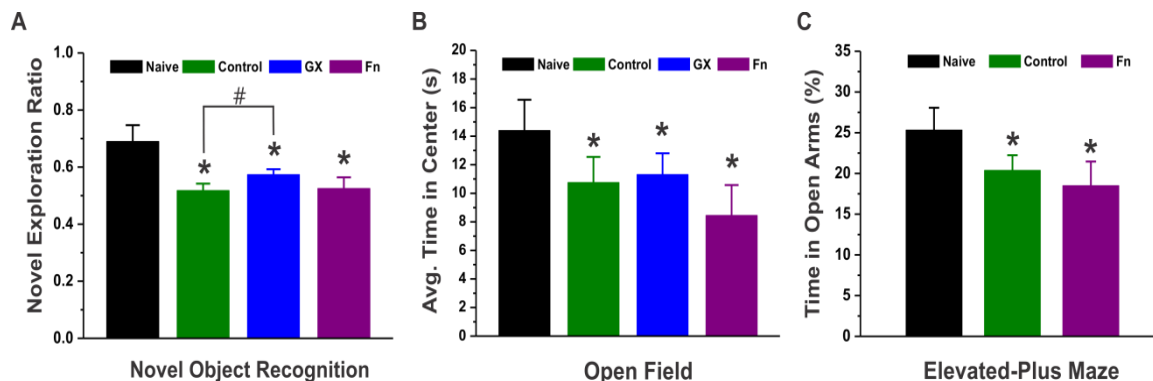 A
Novel Exploration Ratio
1.0
0.8
0.6
0.4
0.2
0.0
Naive Control GX Fn
#
* * *
Novel Object Recognition
B
Avg. Time in Center (s)
20
18
16
14
12
10
8
6
4
2
0
Naive Control GX Fn
* * *
Open Field
C
Time in Open Arms (%)
35
30
25
20
15
10
5
0
Naive Control Fn
* *
Elevated-Plus Maze